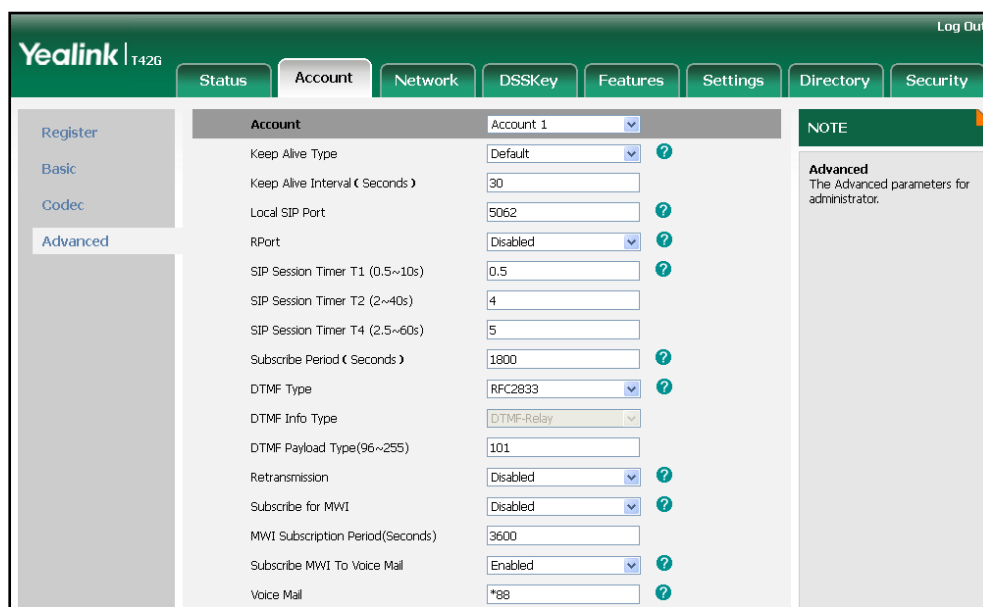 Log Out
Yealink | T42G
Status Account Network DSSKey Features Settings Directory Security
Register
Basic
Codec
Advanced
Account Account 1
Keep Alive Type Default ?
Keep Alive Interval(Seconds) 30
Local SIP Port 5062 ?
RPort Disabled ?
SIP Session Timer T1 (0.5~10s) 0.5 ?
SIP Session Timer T2 (2~40s) 4
SIP Session Timer T4 (2.5~60s) 5
Subscribe Period(Seconds) 1800 ?
DTMF Type RFC2833 ?
DTMF Info Type DTMF-Relay
DTMF Payload Type(96~255) 101
Retransmission Disabled ?
Subscribe for MWI Disabled ?
MWI Subscription Period(Seconds) 3600
Subscribe MWI To Voice Mail Enabled ?
Voice Mail *88 ?
NOTE
Advanced
The Advanced parameters for
administrator.